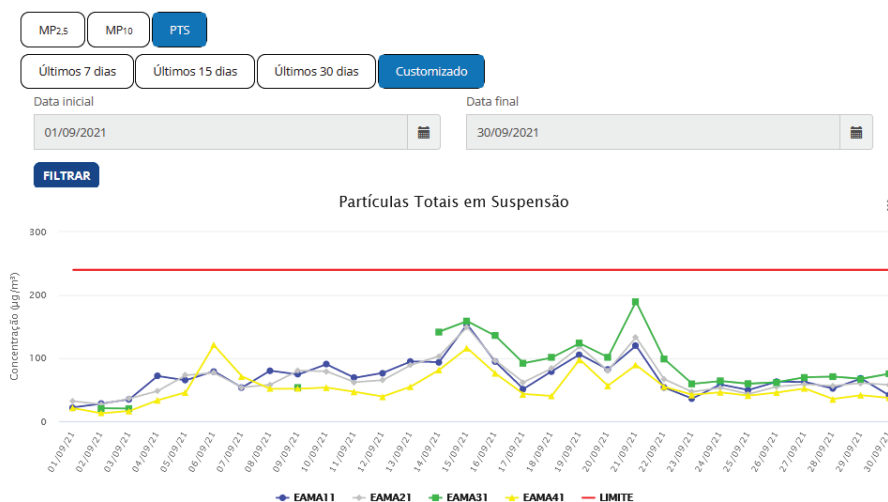 MP2,5 MP10 PTS
Últimos 7 dias Últimos 15 dias Últimos 30 dias Customizado
Data inicial Data final
01/09/2021 30/09/2021
FILTRAR
Partículas Totais em Suspensão
Concentração (µg/m³)
300
200
100
0
01/09/21 02/09/21 03/09/21 04/09/21 05/09/21 06/09/21 07/09/21 08/09/21 09/09/21 10/09/21 11/09/21 12/09/21 13/09/21 14/09/21 15/09/21 16/09/21 17/09/21 18/09/21 19/09/21 20/09/21 21/09/21 22/09/21 23/09/21 24/09/21 25/09/21 26/09/21 27/09/21 28/09/21 29/09/21 30/09/21
EAMA11 EAMA21 EAMA31 EAMA41 LIMITE